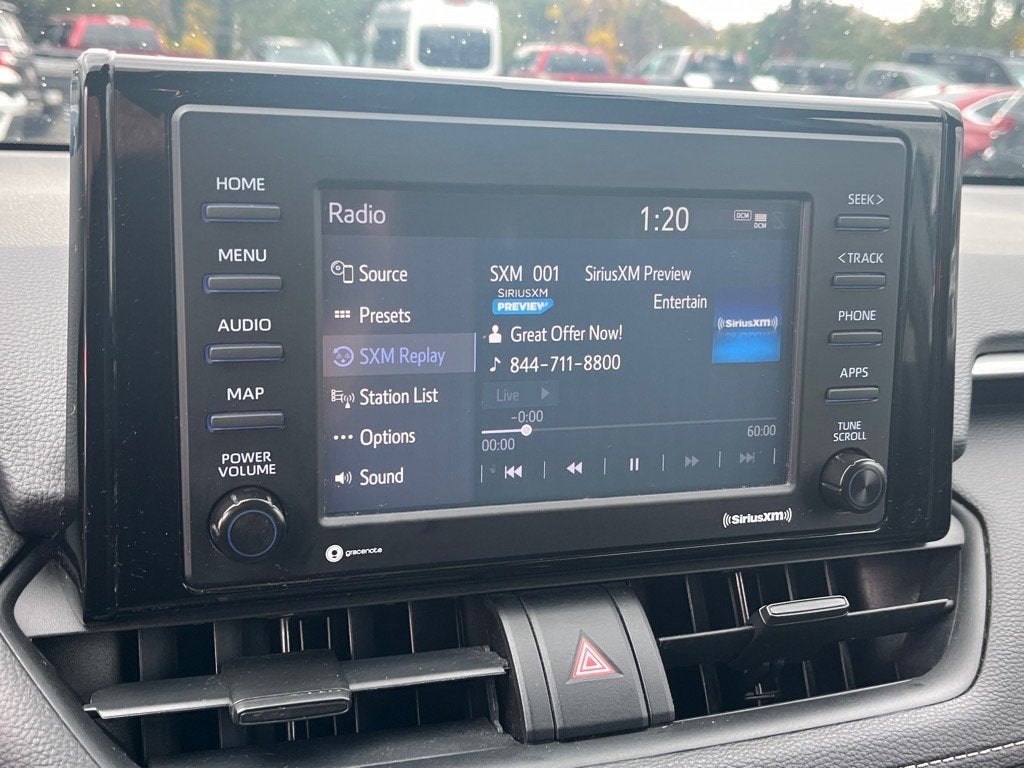 HOME
MENU
AUDIO
MAP
POWER
VOLUME
Radio
1:20
DCM
DCM
Source
Presets
SXM Replay
Station List
Options
Sound
SXM 001 SiriusXM Preview
SIRIUSXM
PREVIEW
Entertain
((SiriusXM))
Great Offer Now!
844-711-8800
Live
-0:00
00:00
60:00
SEEK >
< TRACK
PHONE
APPS
TUNE
SCROLL
gracenote
((SiriusXM))